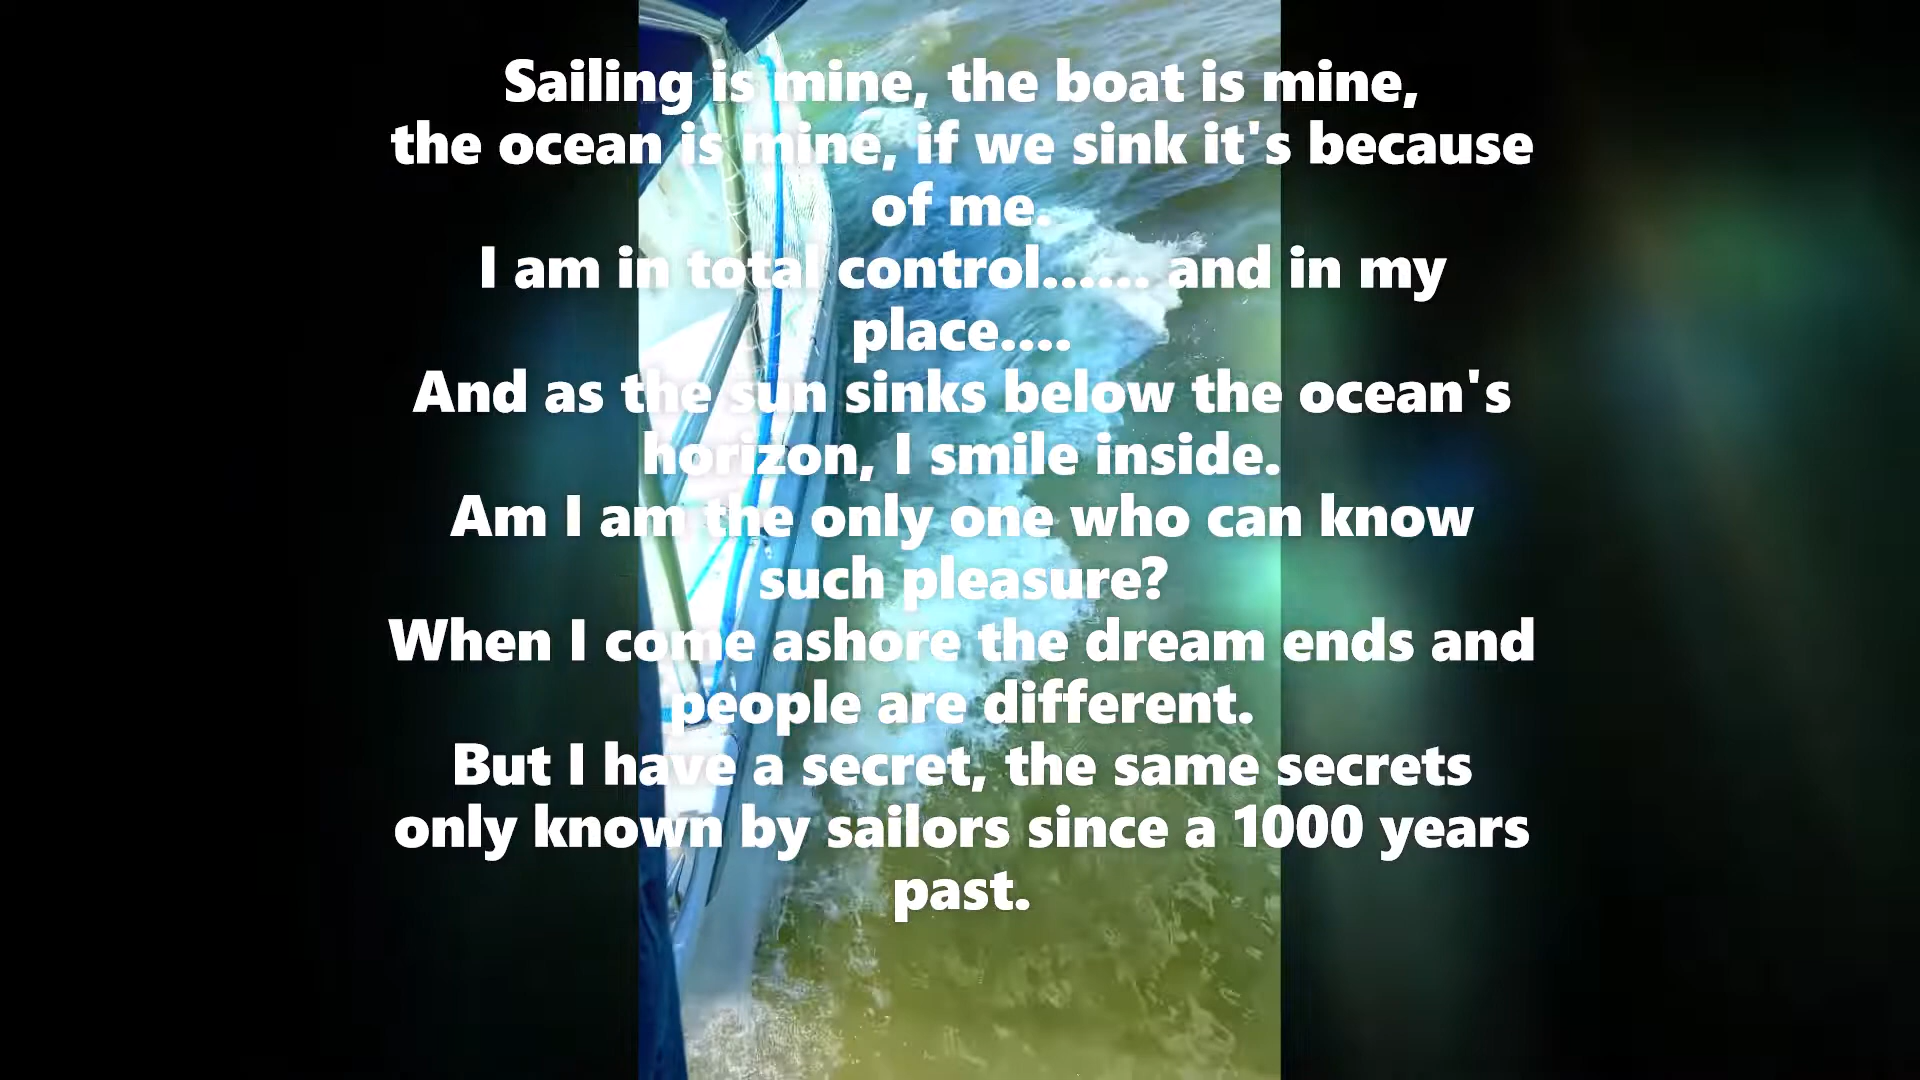 Sailing is mine, the boat is mine,
the ocean is mine, if we sink it's because
of me.
I am in total control...... and in my
place....
And as the sun sinks below the ocean's
horizon, I smile inside.
Am I am the only one who can know
such pleasure?
When I come ashore the dream ends and
people are different.
But I have a secret, the same secrets
only known by sailors since a 1000 years
past.